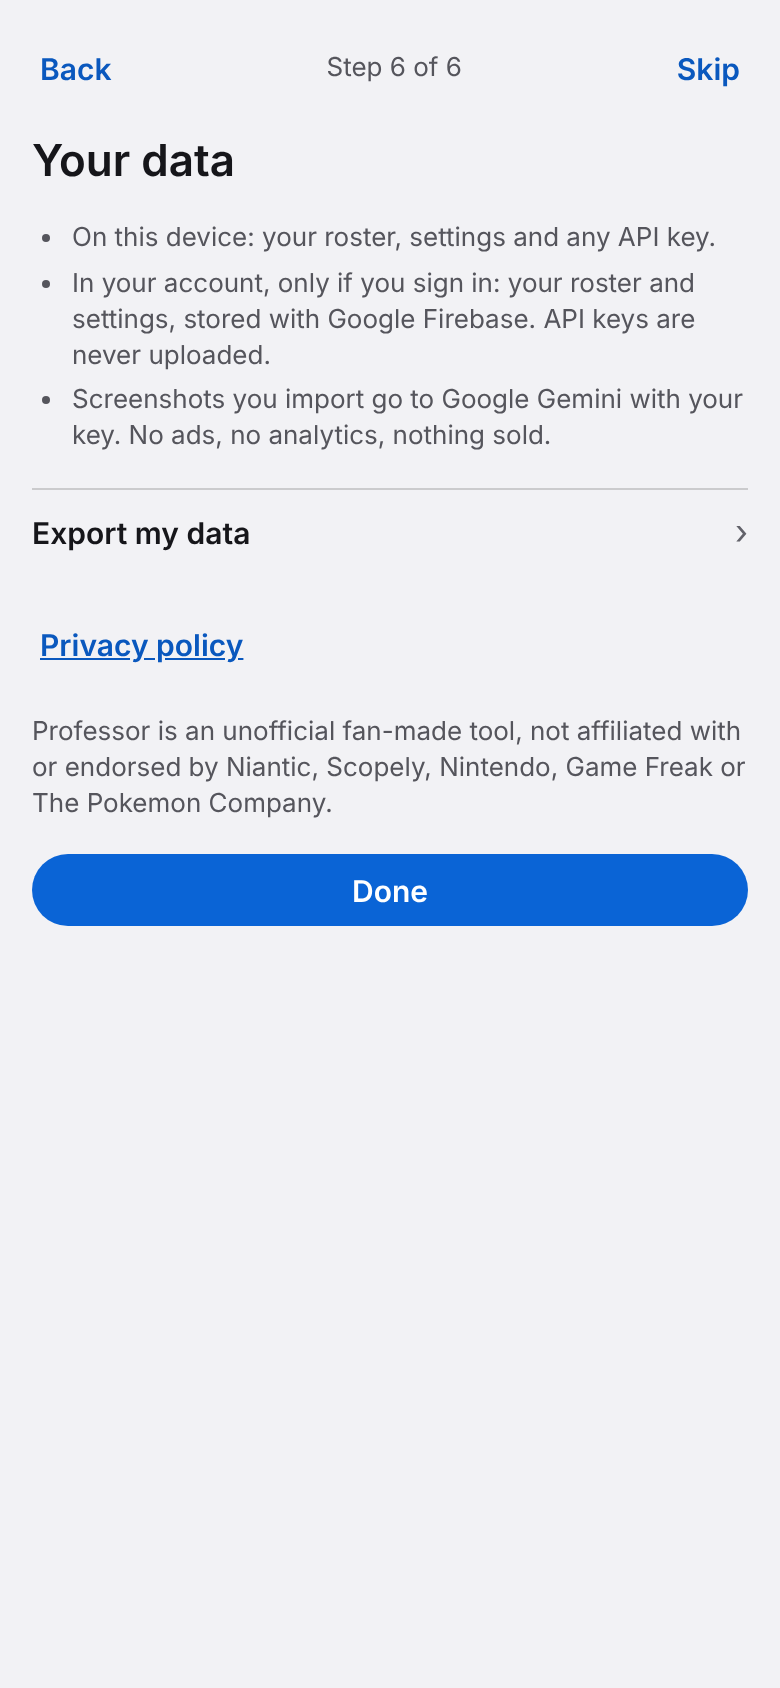 Back
Step 6 of 6
Skip
Your data
• On this device: your roster, settings and any API key.
• In your account, only if you sign in: your roster and
settings, stored with Google Firebase. API keys are
never uploaded.
• Screenshots you import go to Google Gemini with your
key. No ads, no analytics, nothing sold.
Export my data
Privacy policy
Professor is an unofficial fan-made tool, not affiliated with
or endorsed by Niantic, Scopely, Nintendo, Game Freak or
The Pokemon Company.
Done